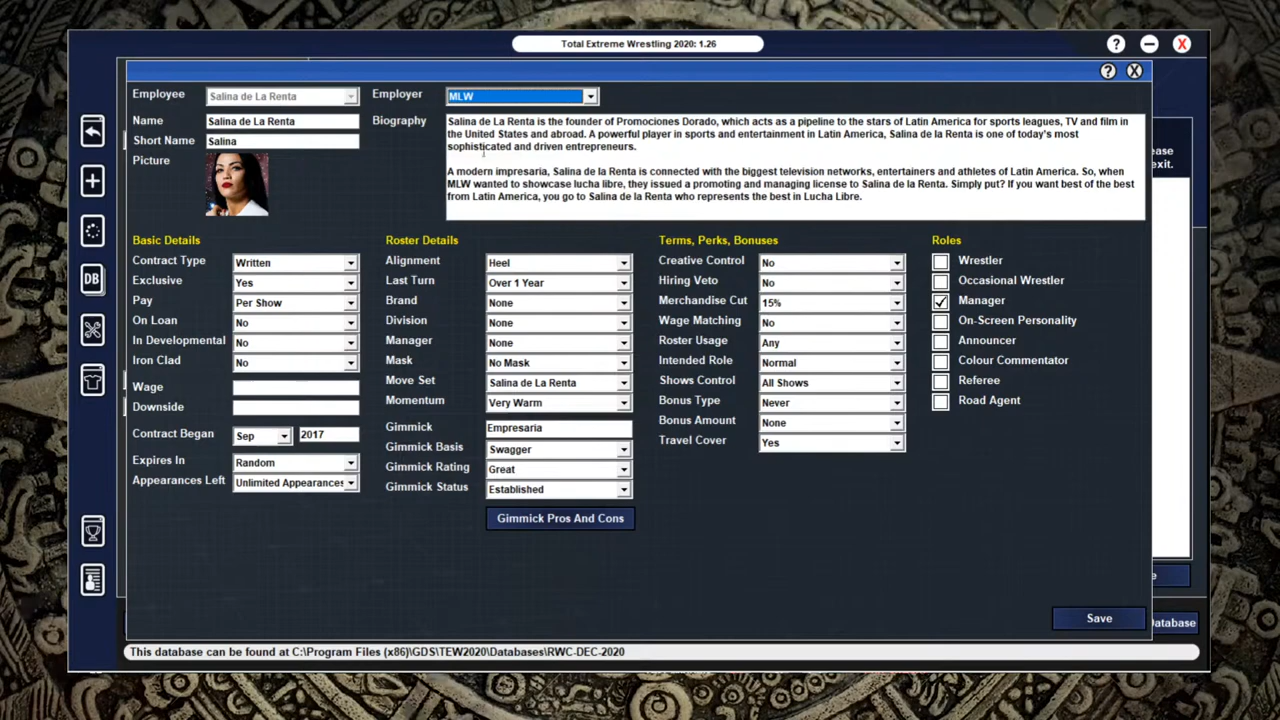 Total Extreme Wrestling 2020: 1.26
? X
? X
Employee Salina de La Renta Employer MLW
Name Salina de La Renta Biography
Short Name Salina
Picture
Salina de La Renta is the founder of Promociones Dorado, which acts as a pipeline to the stars of Latin America for sports leagues, TV and film in
the United States and abroad. A powerful player in sports and entertainment in Latin America, Salina de la Renta is one of today's most
sophisticated and driven entrepreneurs.
A modern impresaria, Salina de la Renta is connected with the biggest television networks, entertainers and athletes of Latin America. So, when
MLW wanted to showcase lucha libre, they issued a promoting and managing license to Salina de la Renta. Simply put? If you want best of the best
from Latin America, you go to Salina de la Renta who represents the best in Lucha Libre.
ease
exit.
DB
Basic Details
Contract Type Written
Exclusive Yes
Pay Per Show
On Loan No
In Developmental No
Iron Clad No
Wage
Downside
Contract Began Sep 2017
Expires In Random
Appearances Left Unlimited Appearances
Roster Details
Alignment Heel
Last Turn Over 1 Year
Brand None
Division None
Manager None
Mask No Mask
Move Set Salina de La Renta
Momentum Very Warm
Gimmick Empresaria
Gimmick Basis Swagger
Gimmick Rating Great
Gimmick Status Established
Gimmick Pros And Cons
Terms, Perks, Bonuses
Creative Control No
Hiring Veto No
Merchandise Cut 15%
Wage Matching No
Roster Usage Any
Intended Role Normal
Shows Control All Shows
Bonus Type Never
Bonus Amount None
Travel Cover Yes
Roles
Wrestler
Occasional Wrestler
Manager
On-Screen Personality
Announcer
Colour Commentator
Referee
Road Agent
e
Save
Database
This database can be found at C:\Program Files (x86)\GDS\TEW2020\Databases\RWC-DEC-2020